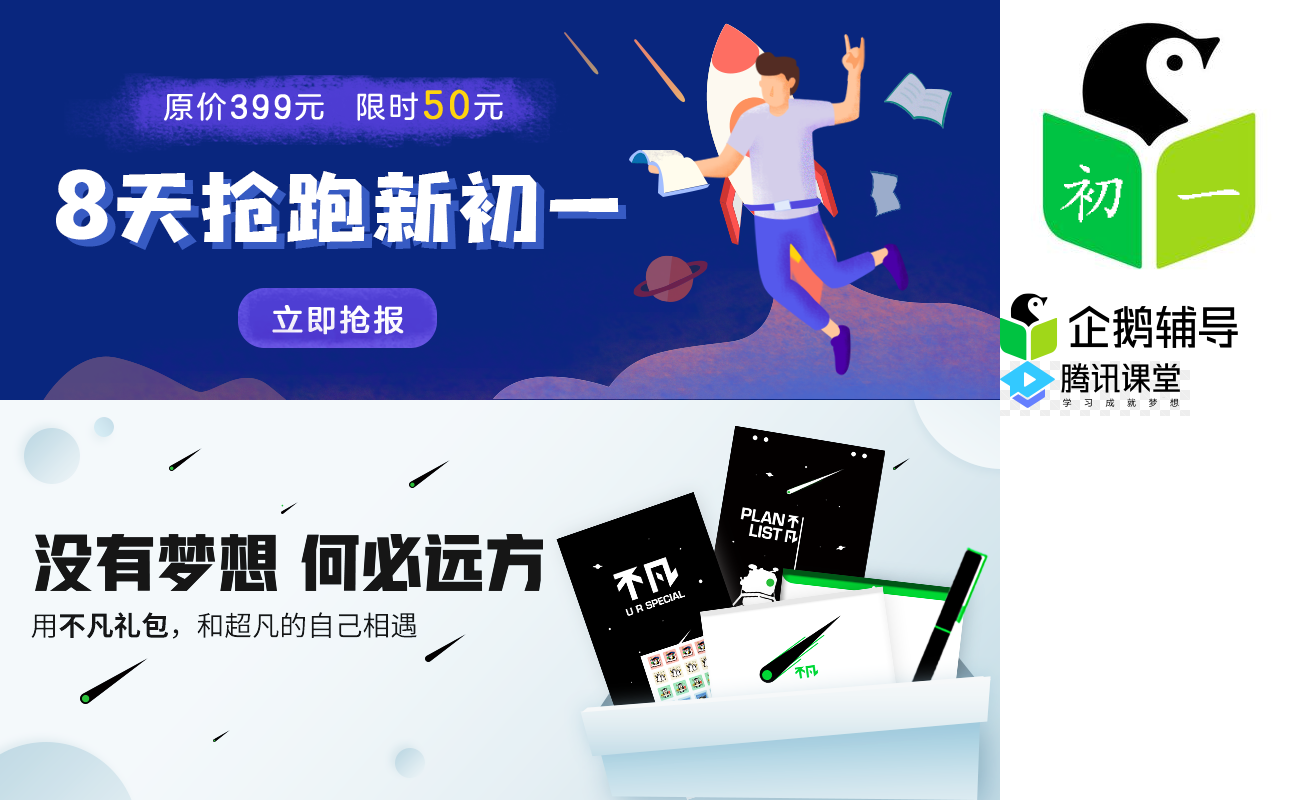 原价399元 限时50元
8天抢跑新初一
立即抢报
初 一
企鹅辅导
腾讯课堂
学习成就梦想
没有梦想 何必远方
用不凡礼包，和超凡的自己相遇
不凡
U R SPECIAL
PLAN 不
LIST 凡
不凡